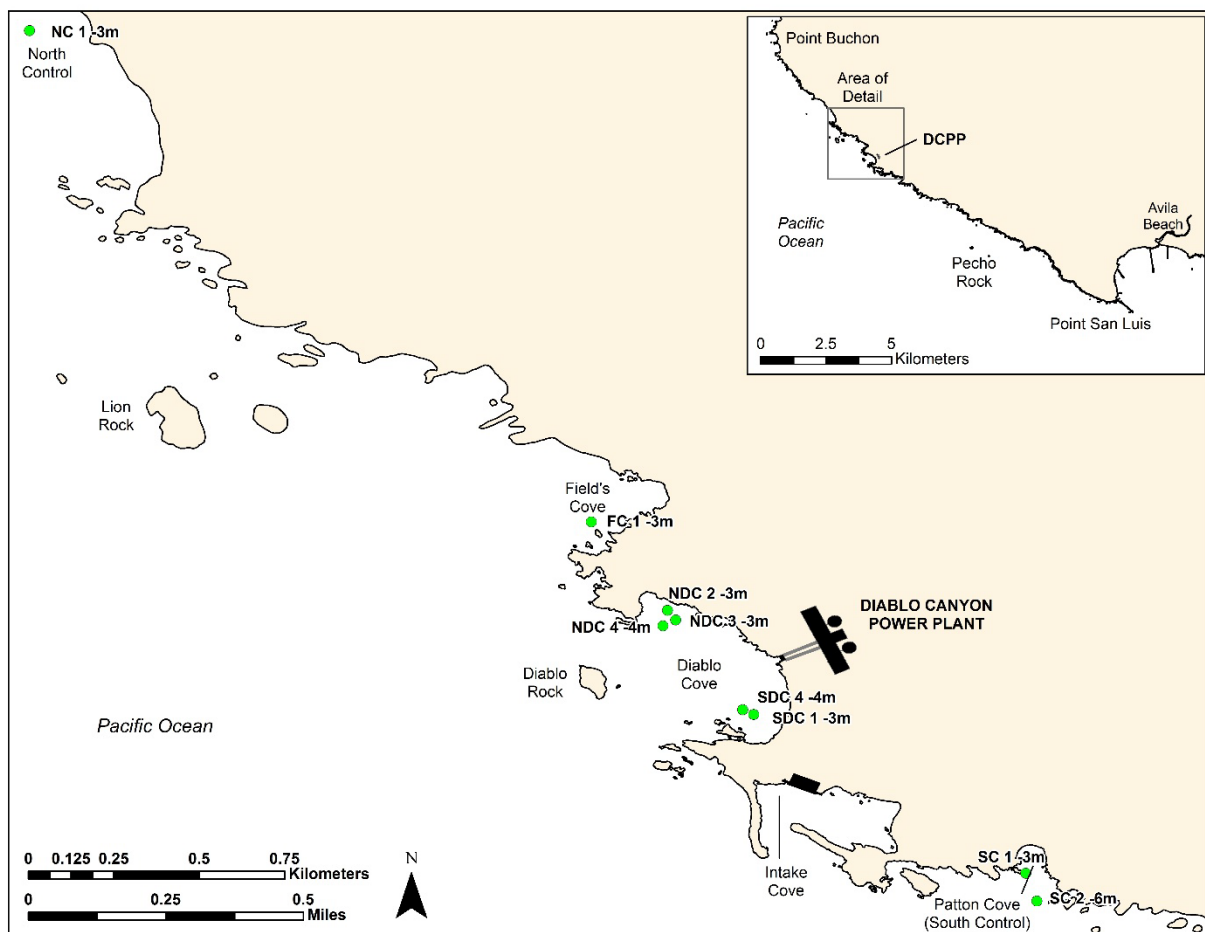 NC 1 -3m
North
Control
Point Buchon
Area of
Detail
DCPP
Pacific
Ocean
Avila
Beach
Pecho
Rock
Point San Luis
0 2.5 5
Kilometers
Lion
Rock
Field's
Cove
FC 1 -3m
NDC 2 -3m
NDC 3 -3m
NDC 4 -4m
DIABLO CANYON
POWER PLANT
Diablo
Rock
Diablo
Cove
SDC 4 -4m
SDC 1 -3m
Pacific Ocean
Intake
Cove
SC 1 -3m
SC 2 -6m
Patton Cove
(South Control)
0 0.125 0.25 0.5 0.75
Kilometers
0 0.25 0.5
Miles
N